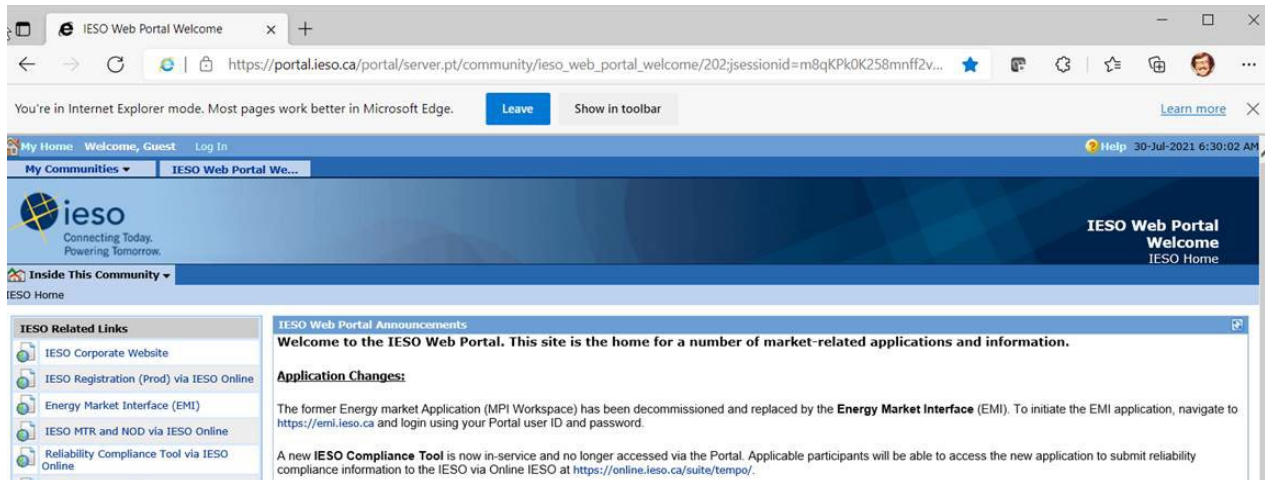 IESO Web Portal Welcome
https://portal.ieso.ca/portal/server.pt/community/ieso_web_portal_welcome/202;jsessionid=m8qKPk0K258mnff2v...
You're in Internet Explorer mode. Most pages work better in Microsoft Edge. Leave Show in toolbar Learn more
My Home Welcome, Guest Log In Help 30-Jul-2021 6:30:02 AM
My Communities IESO Web Portal We...
ieso
Connecting Today.
Powering Tomorrow.
IESO Web Portal
Welcome
IESO Home
Inside This Community
IESO Home
IESO Related Links
IESO Corporate Website
IESO Registration (Prod) via IESO Online
Energy Market Interface (EMI)
IESO MTR and NOD via IESO Online
Reliability Compliance Tool via IESO
Online
IESO Web Portal Announcements
Welcome to the IESO Web Portal. This site is the home for a number of market-related applications and information.
Application Changes:
The former Energy market Application (MPI Workspace) has been decommissioned and replaced by the Energy Market Interface (EMI). To initiate the EMI application, navigate to
https://emi.ieso.ca and login using your Portal user ID and password.
A new IESO Compliance Tool is now in-service and no longer accessed via the Portal. Applicable participants will be able to access the new application to submit reliability
compliance information to the IESO via Online IESO at https://online.ieso.ca/suite/tempo/.